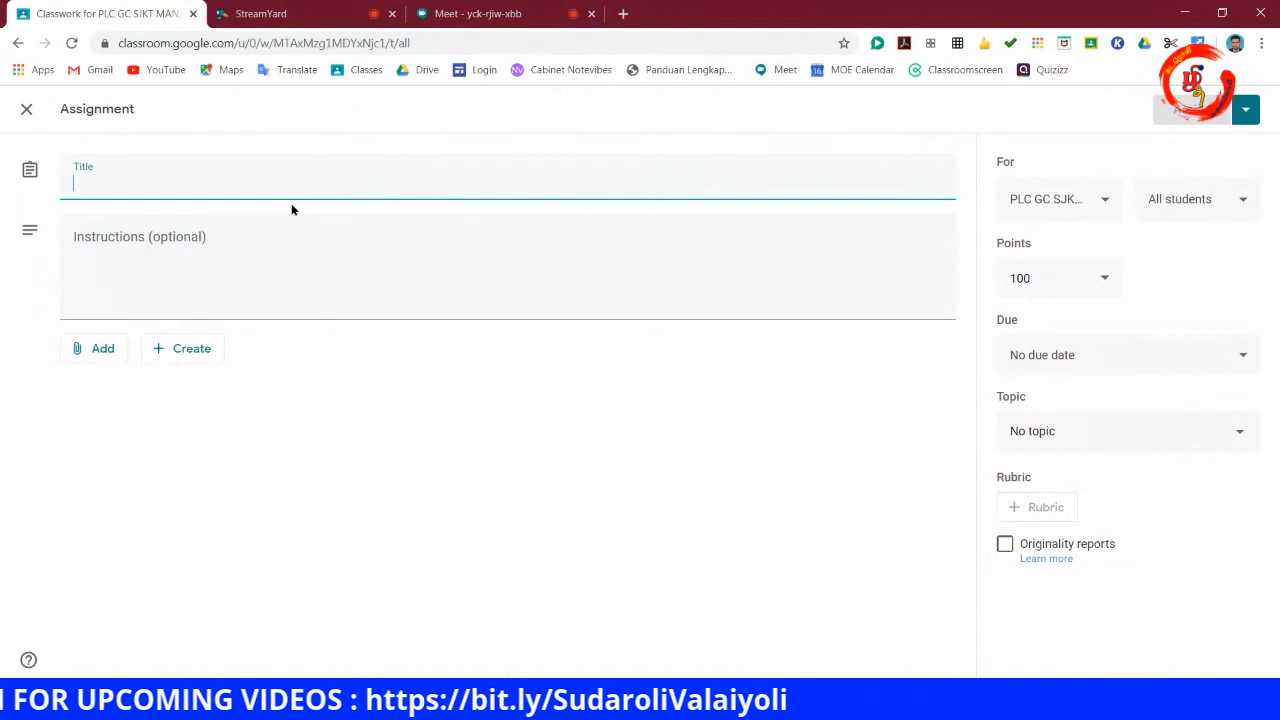 Classwork for PLC GC SJKT MAN
StreamYard
Meet - yck-rjiw-xbb
classroom.google.com/u/0/w/MTAxMzg1MDYxNjc1/t/all
Apps
Gmail
YouTube
Maps
Translate
Classes
Drive
Login
Cabinet Notevibes
Panduan Lengkap...
Meet
MOE Calendar
Classroomscreen
Quizizz
Assignment
Title
Instructions (optional)
Add
Create
For
PLC GC SJK...
All students
Points
100
Due
No due date
Topic
No topic
Rubric
Rubric
Originality reports
Learn more
FOR UPCOMING VIDEOS : https://bit.ly/SudaroliValaiyoli